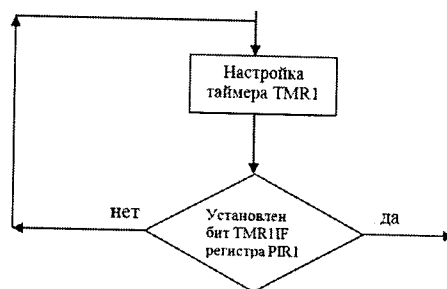 Настройка
таймера TMR1
нет
Установлен
бит TMR1IF
регистра PIR1
да